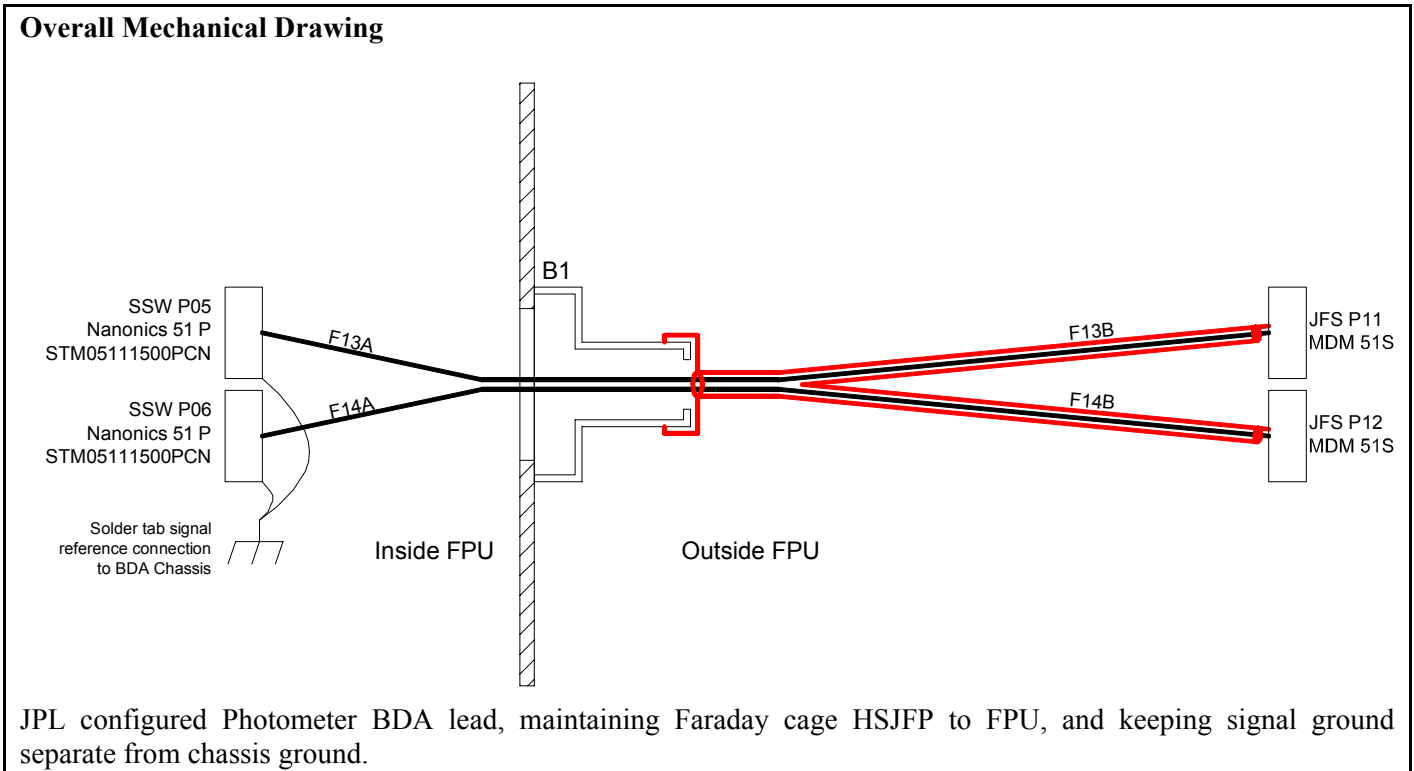 Overall Mechanical Drawing
B1
SSW P05
Nanonics 51 P
STM05111500PCN
F13A
F13B
JFS P11
MDM 51S
SSW P06
Nanonics 51 P
STM05111500PCN
F14A
F14B
JFS P12
MDM 51S
Solder tab signal
reference connection
to BDA Chassis
Inside FPU
Outside FPU
JPL configured Photometer BDA lead, maintaining Faraday cage HSJFP to FPU, and keeping signal ground
separate from chassis ground.